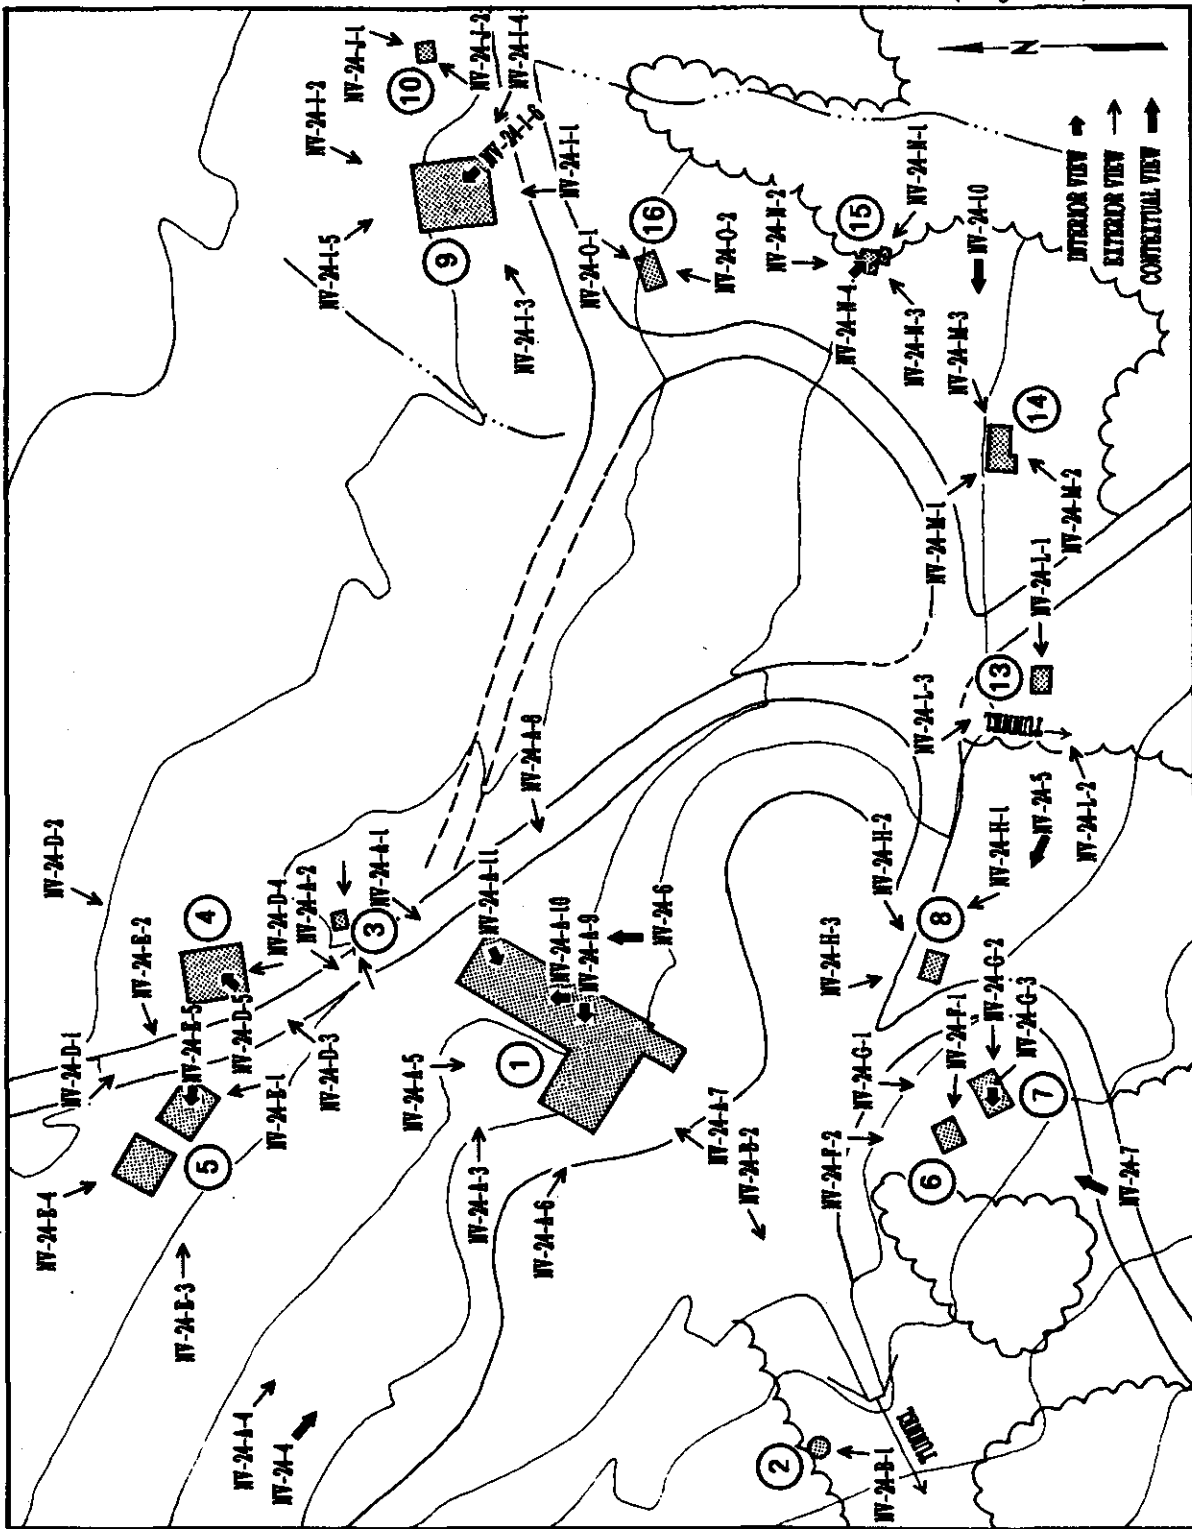 NV-24-E-4
NV-24-D-2
NV-24-D-1
NV-24-E-2
NV-24-E-3
NV-24-E-5
4
5
NV-24-A-4
NV-24-D-5
NV-24-D-4
NV-24-E-1
NV-24-4
NV-24-A-2
NV-24-D-3
NV-24-I-2
NV-24-I-5
NV-24-J-1
3
NV-24-A-1
10
NV-24-A-5
9
NV-24-J-2
NV-24-A-3
NV-24-A-11
NV-24-I-4
NV-24-I-6
1
NV-24-I-3
NV-24-A-8
NV-24-A-6
NV-24-A-10
NV-24-I-1
NV-24-A-9
NV-24-O-1
16
NV-24-6
NV-24-A-7
NV-24-O-2
NV-24-B-2
2
NV-24-N-2
NV-24-F-2
NV-24-H-3
NV-24-N-4
15
NV-24-G-1
NV-24-B-1
NV-24-H-2
TUNNEL
NV-24-N-3
NV-24-N-1
NV-24-L-3
6
NV-24-M-1
8
NV-24-F-1
NV-24-M-3
NV-24-10
NV-24-G-2
NV-24-H-1
13
TUNNEL
NV-24-G-3
7
14
NV-24-5
NV-24-L-1
NV-24-M-2
NV-24-L-2
NV-24-7
N
INTERIOR VIEW
EXTERIOR VIEW
CONTEXTUAL VIEW